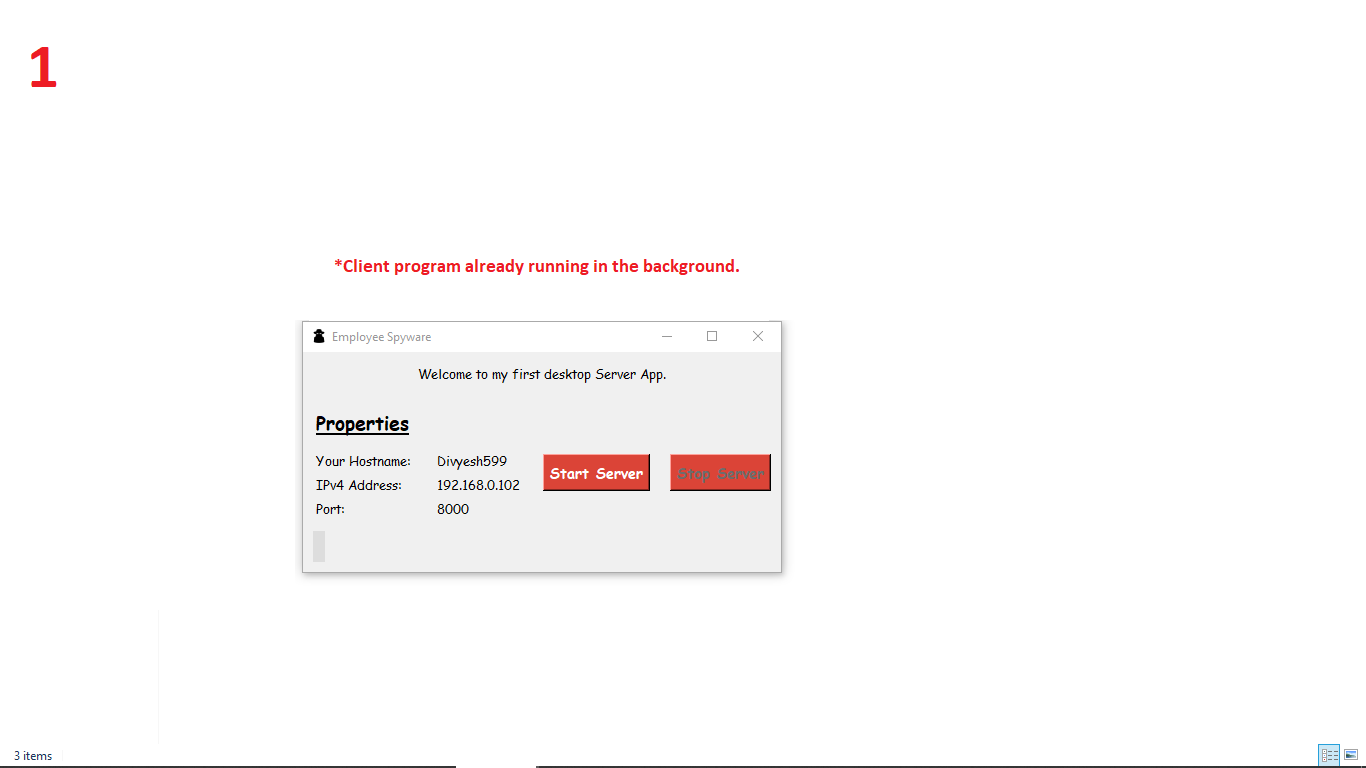 1
*Client program already running in the background.
Employee Spyware
Welcome to my first desktop Server App.
Properties
Your Hostname: Divyesh599 Start Server Stop Server
IPv4 Address: 192.168.0.102
Port: 8000
3 items